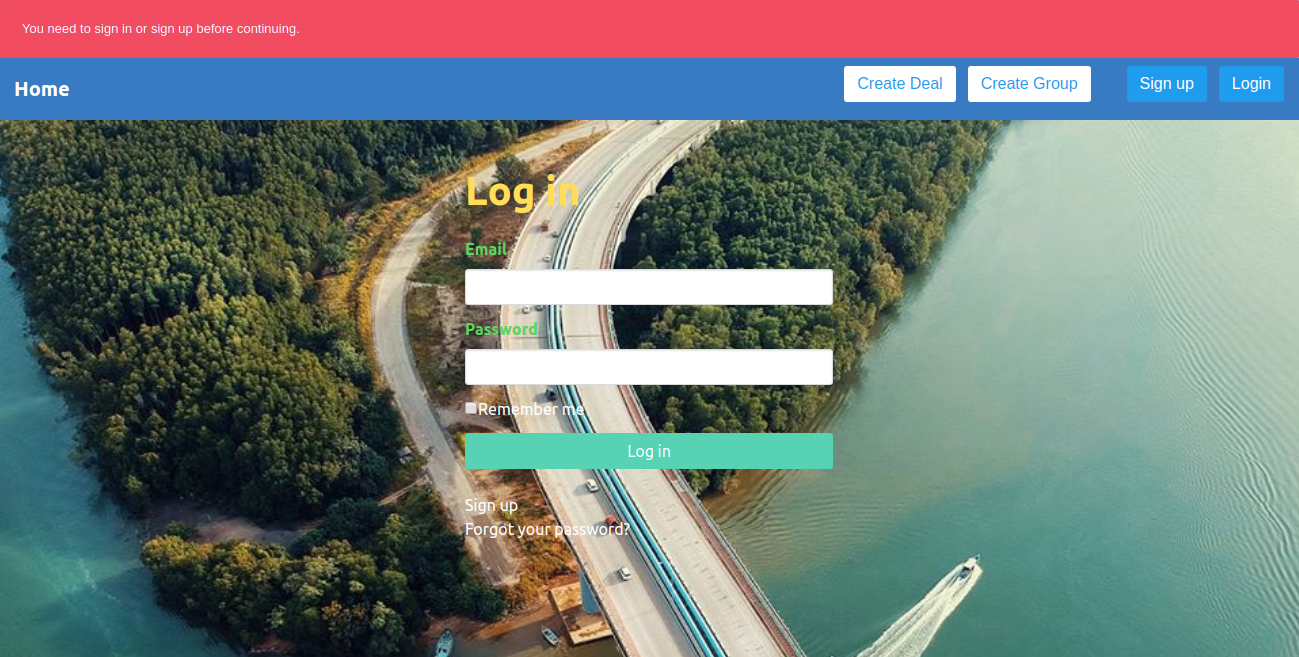 You need to sign in or sign up before continuing.
Home
Create Deal
Create Group
Sign up
Login
Log in
Email
Password
Remember me
Log in
Sign up
Forgot your password?